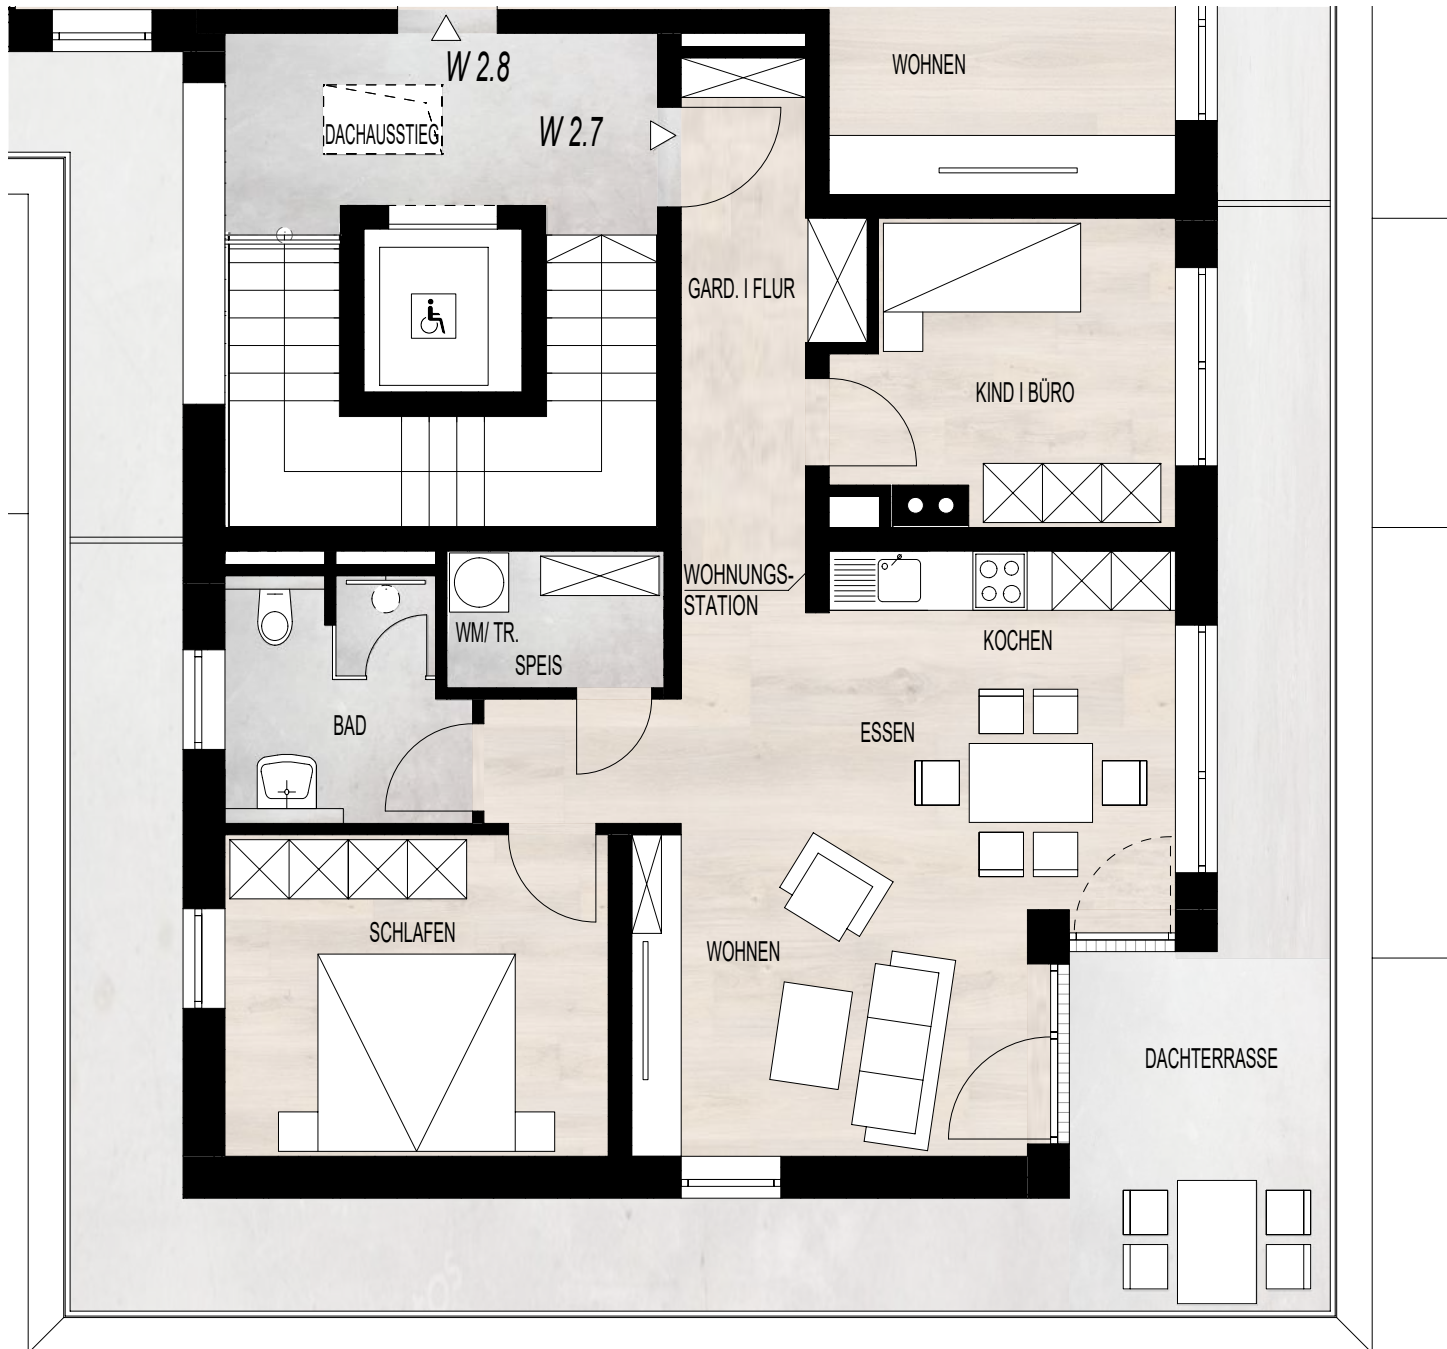 W 2.8
WOHNEN
DACHAUSSTIEG
W 2.7
GARD. I FLUR
KIND I BÜRO
WOHNUNGS-
STATION
WM/ TR.
SPEIS
KOCHEN
BAD
ESSEN
SCHLAFEN
WOHNEN
DACHTERRASSE